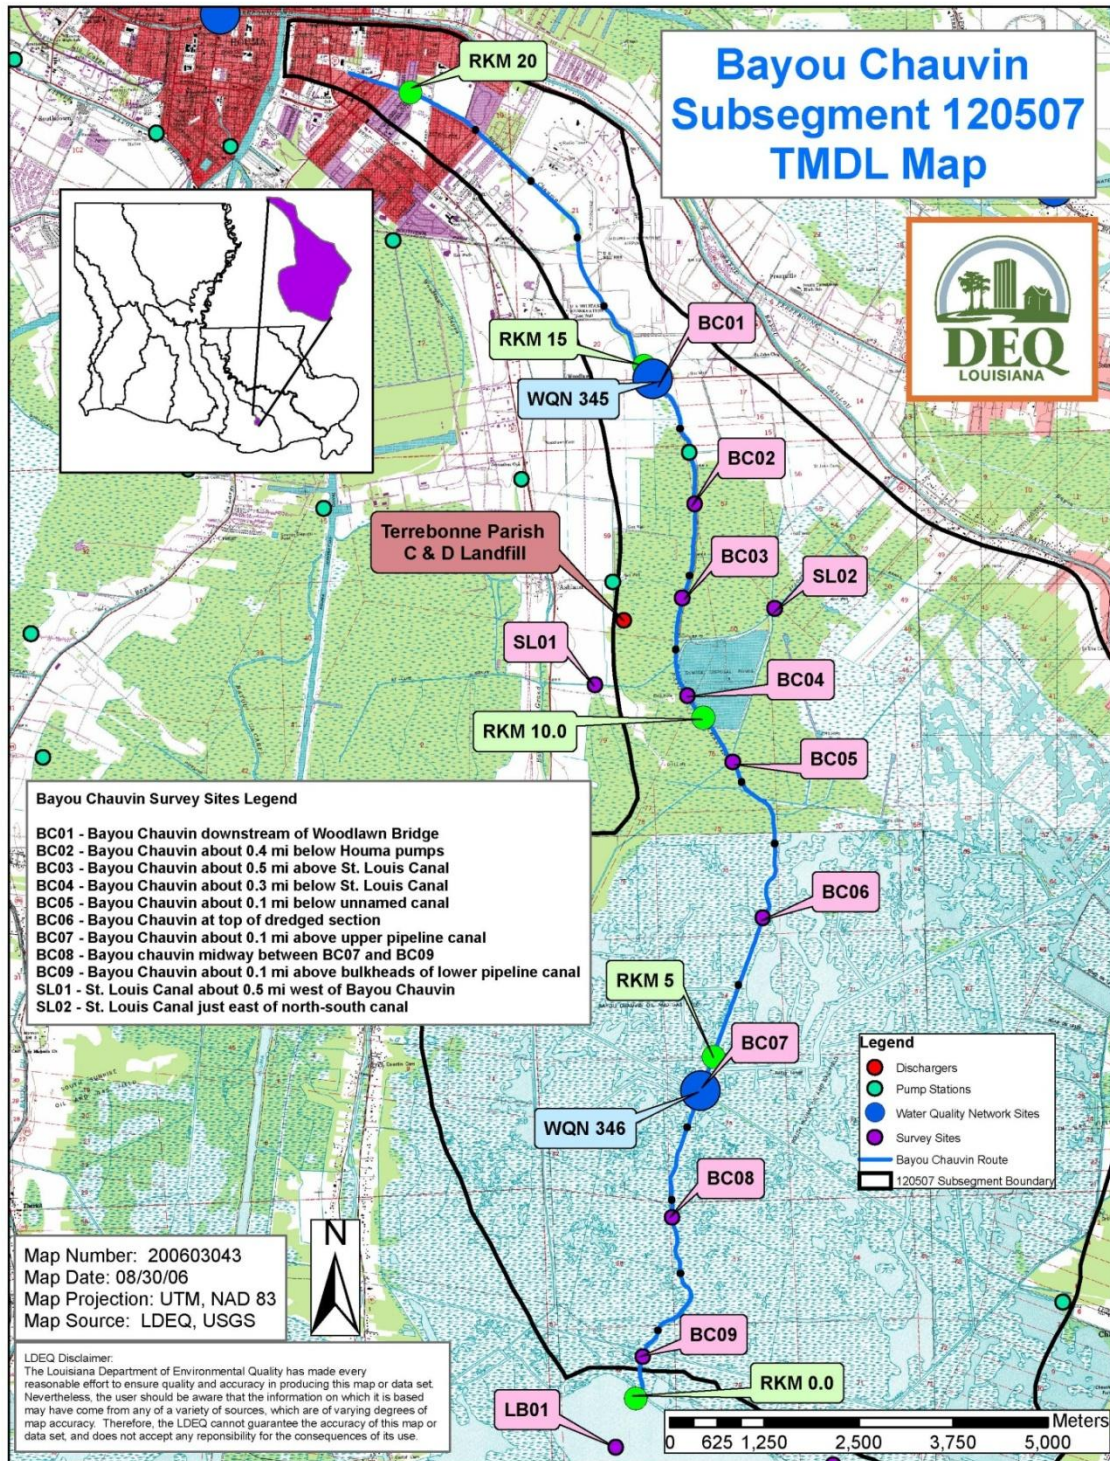 Bayou Chauvin
Subsegment 120507
TMDL Map
DEQ
LOUISIANA
RKM 20
RKM 15
BC01
WQN 345
BC02
Terrebonne Parish
C & D Landfill
BC03
SL02
SL01
BC04
RKM 10.0
BC05
Bayou Chauvin Survey Sites Legend
BC01 - Bayou Chauvin downstream of Woodlawn Bridge
BC02 - Bayou Chauvin about 0.4 mi below Houma pumps
BC03 - Bayou Chauvin about 0.5 mi above St. Louis Canal
BC04 - Bayou Chauvin about 0.3 mi below St. Louis Canal
BC05 - Bayou Chauvin about 0.1 mi below unnamed canal
BC06 - Bayou Chauvin at top of dredged section
BC07 - Bayou Chauvin about 0.1 mi above upper pipeline canal
BC08 - Bayou chauvin midway between BC07 and BC09
BC09 - Bayou Chauvin about 0.1 mi above bulkheads of lower pipeline canal
SL01 - St. Louis Canal about 0.5 mi west of Bayou Chauvin
SL02 - St. Louis Canal just east of north-south canal
BC06
RKM 5
BC07
WQN 346
BC08
Legend
Dischargers
Pump Stations
Water Quality Network Sites
Survey Sites
Bayou Chauvin Route
120507 Subsegment Boundary
N
Map Number: 200603043
Map Date: 08/30/06
Map Projection: UTM, NAD 83
Map Source: LDEQ, USGS
BC09
RKM 0.0
LB01
LDEQ Disclaimer:
The Louisiana Department of Environmental Quality has made every
reasonable effort to ensure quality and accuracy in producing this map or data set.
Nevertheless, the user should be aware that the information on which it is based
may have come from any of a variety of sources, which are of varying degrees of
map accuracy. Therefore, the LDEQ cannot guarantee the accuracy of this map or
data set, and does not accept any reponsibility for the consequences of its use.
Meters
0 625 1,250 2,500 3,750 5,000